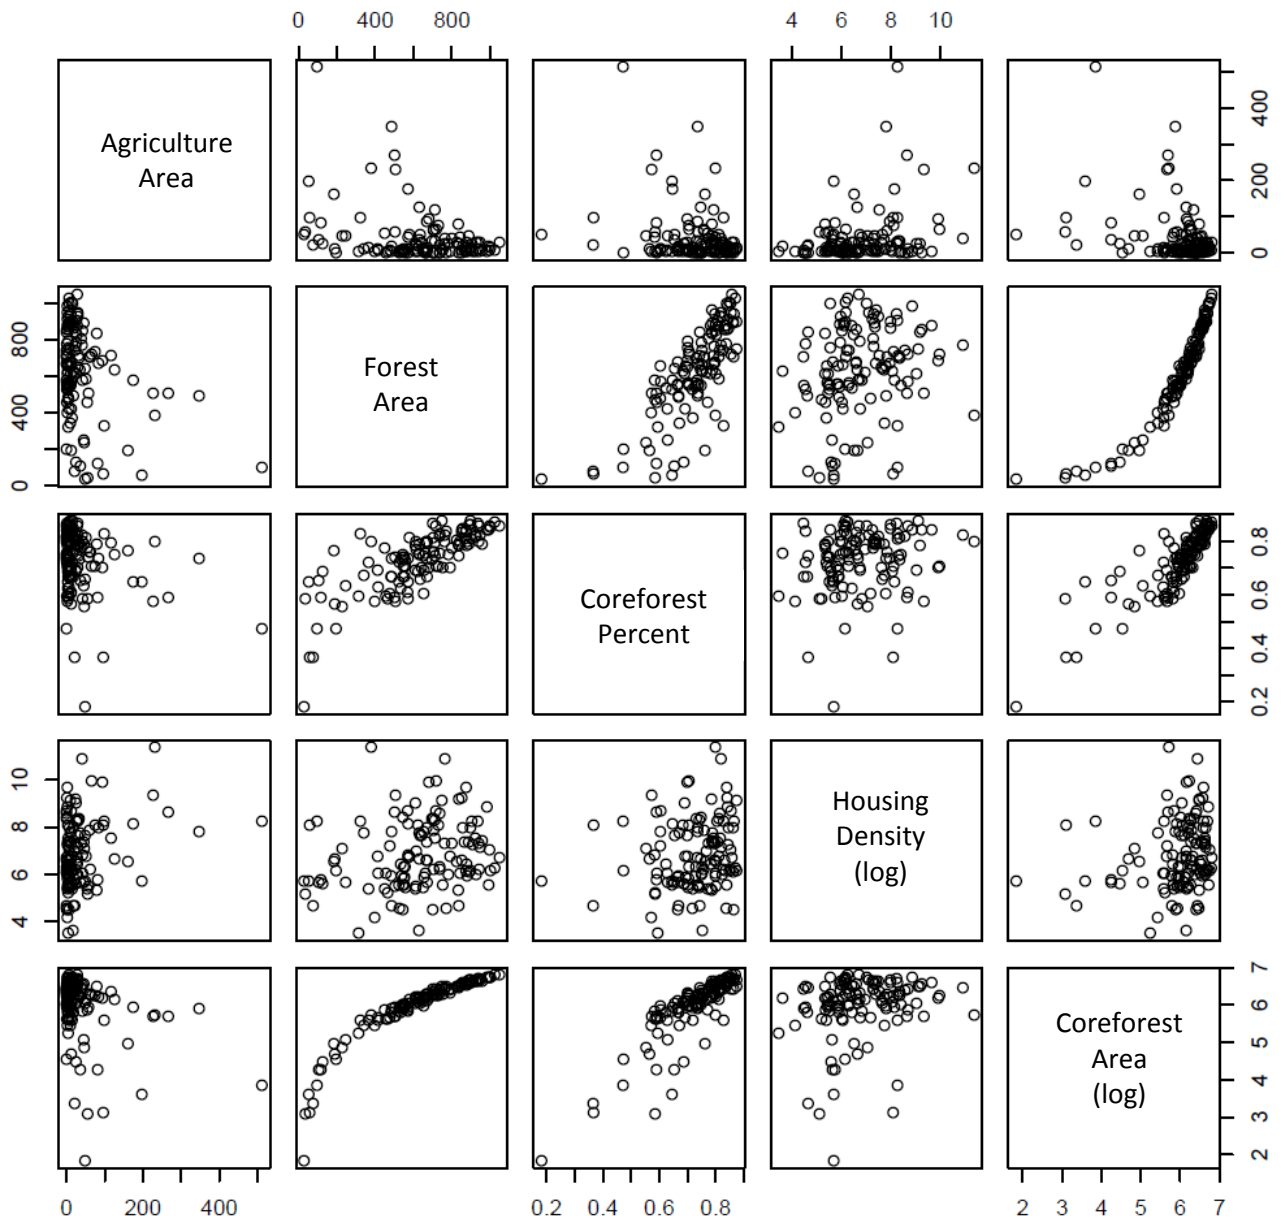 0 400 800 4 6 8 10
Agriculture
Area
0 200 400
0 400 800
Forest
Area
Coreforest
Percent
0.2 0.4 0.6 0.8
4 6 8 10
Housing
Density
(log)
Coreforest
Area
(log)
2 3 4 5 6 7
0 200 400 0.2 0.4 0.6 0.8 2 3 4 5 6 7